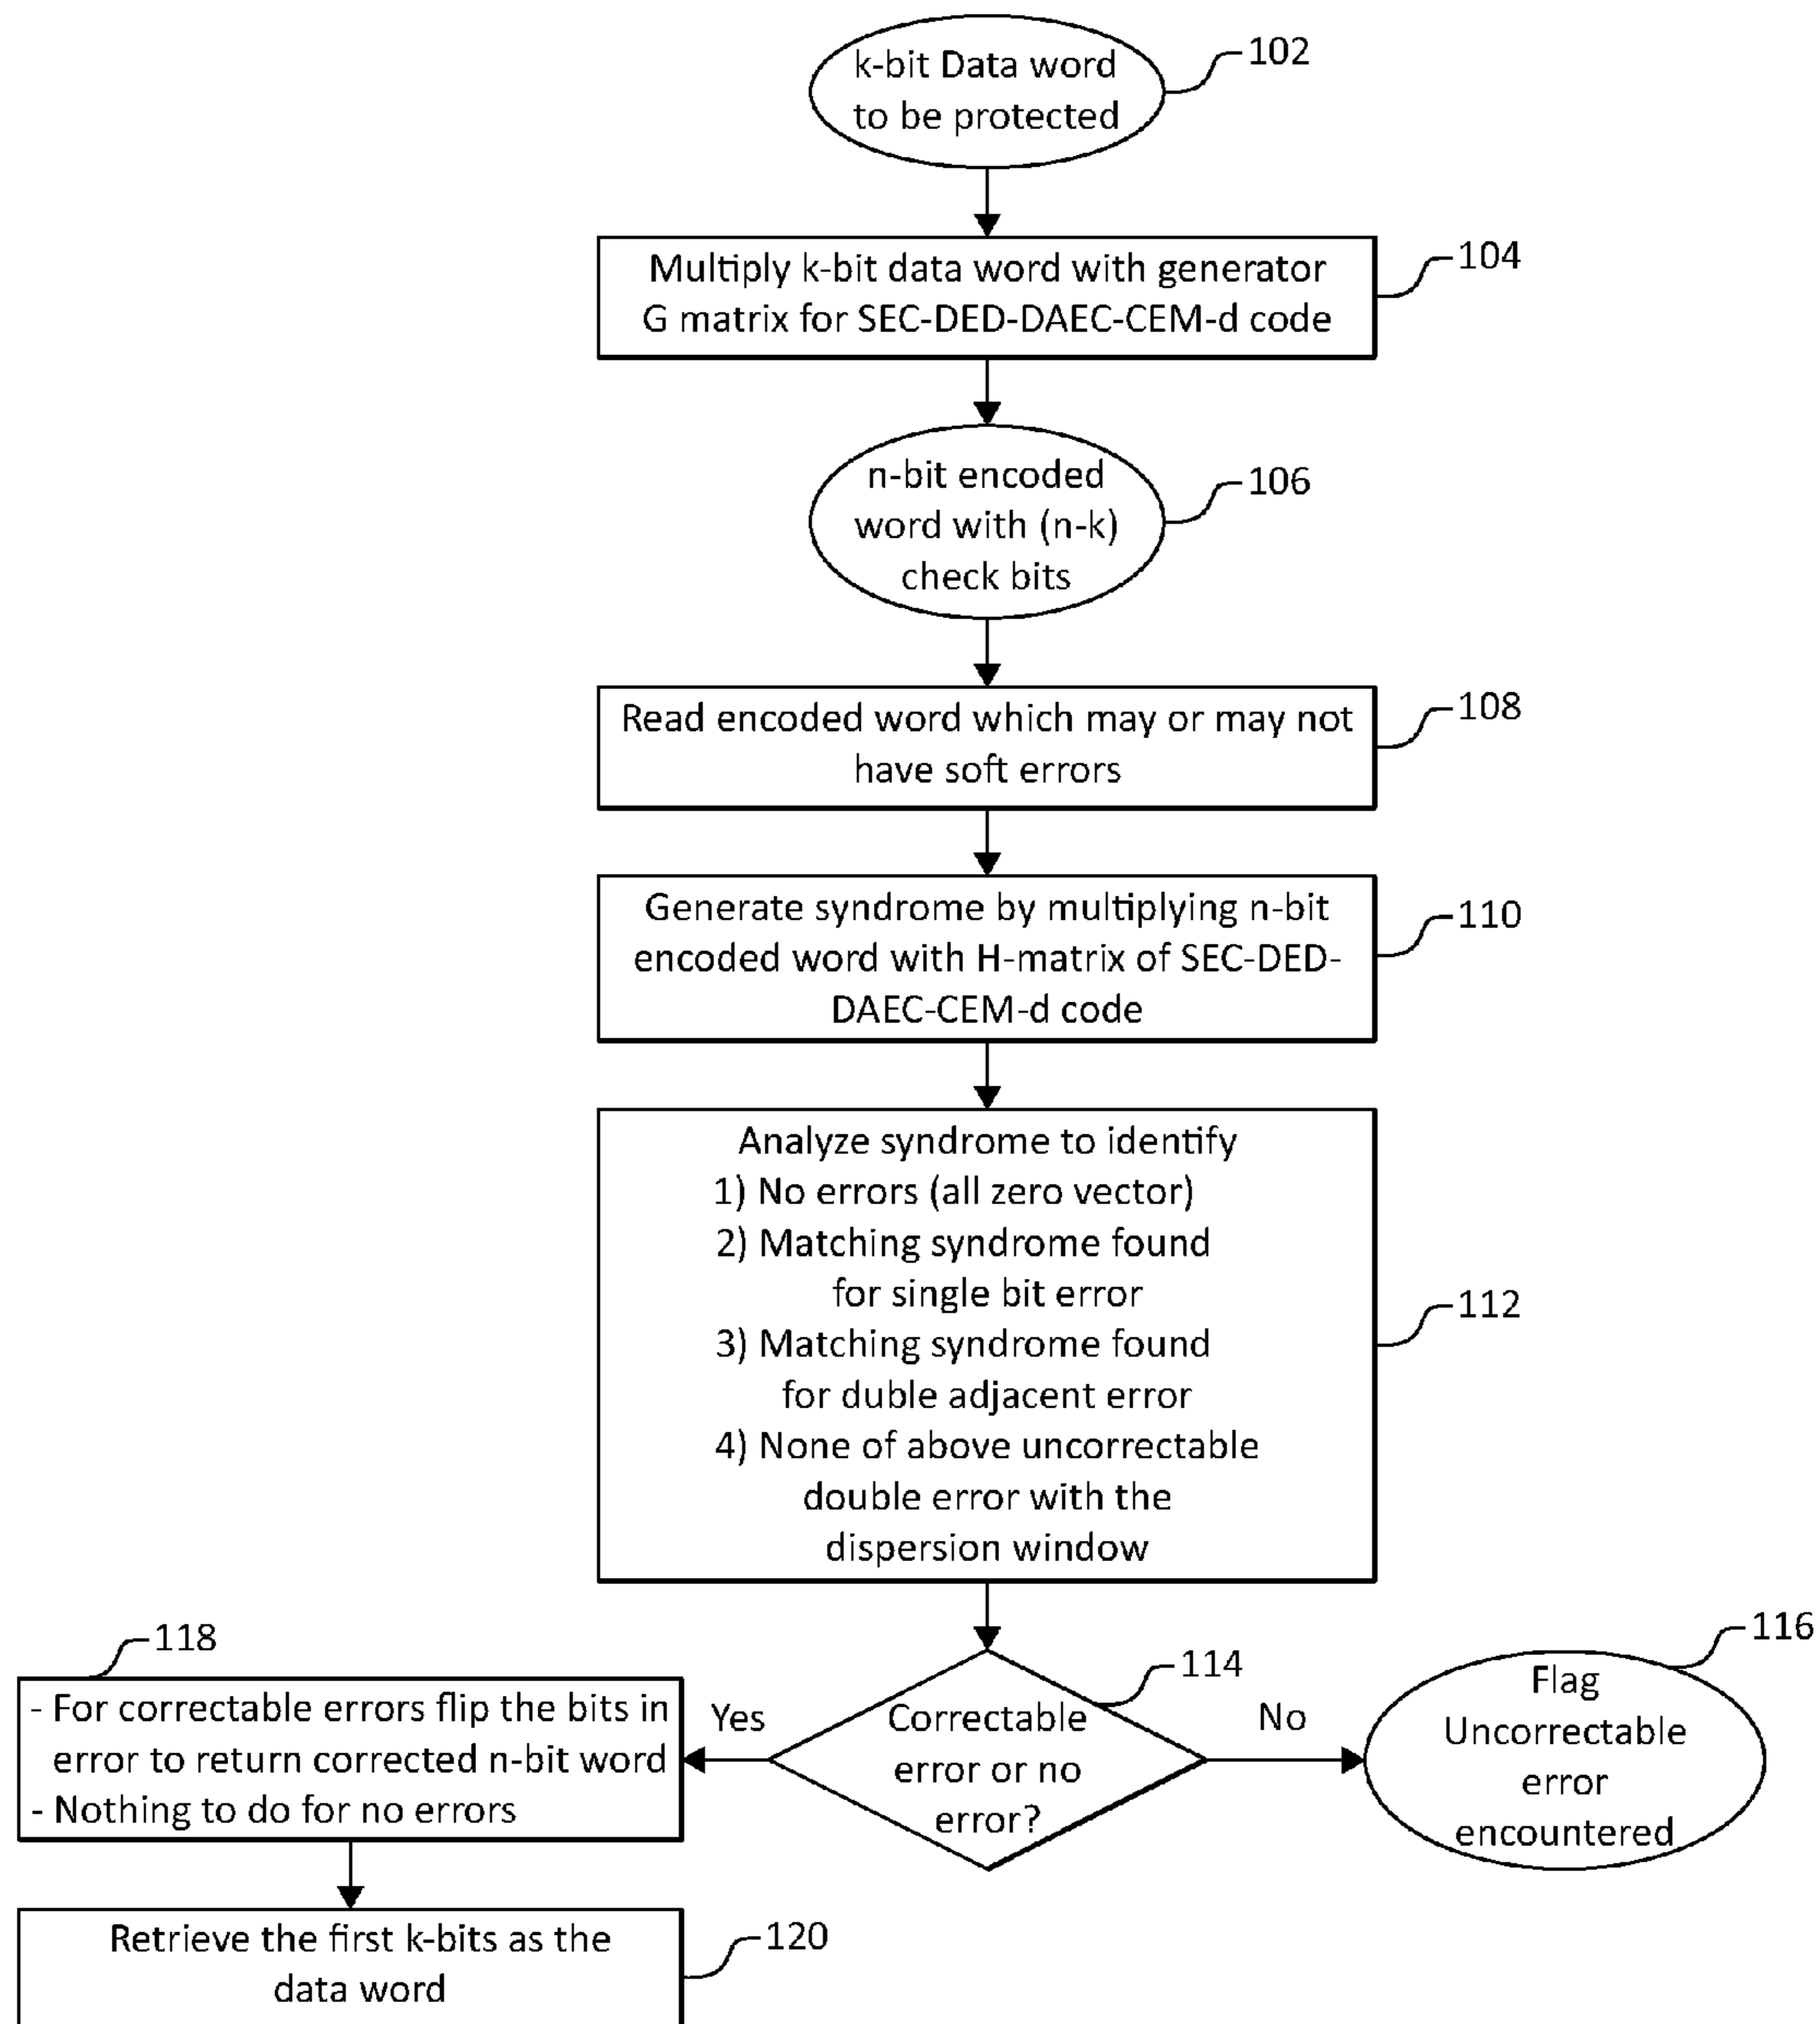 k-bit Data word
to be protected
102
Multiply k-bit data word with generator
G matrix for SEC-DED-DAEC-CEM-d code
104
n-bit encoded
word with (n-k)
check bits
106
Read encoded word which may or may not
have soft errors
108
Generate syndrome by multiplying n-bit
encoded word with H-matrix of SEC-DED-
DAEC-CEM-d code
110
Analyze syndrome to identify
1) No errors (all zero vector)
2) Matching syndrome found
for single bit error
3) Matching syndrome found
for duble adjacent error
4) None of above uncorrectable
double error with the
dispersion window
112
Correctable
error or no
error?
114
Yes
No
Flag
Uncorrectable
error
encountered
116
118
- For correctable errors flip the bits in
error to return corrected n-bit word
- Nothing to do for no errors
Retrieve the first k-bits as the
data word
120